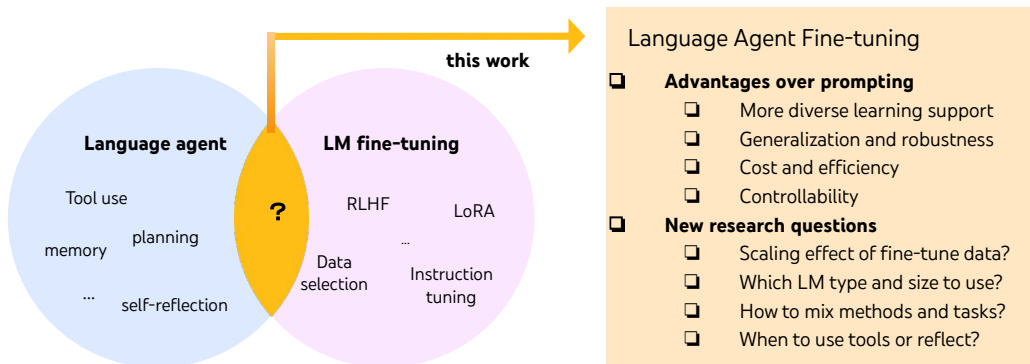 this work
Language agent
Tool use
memory
planning
...
self-reflection
?
LM fine-tuning
RLHF
LoRA
...
Data
selection
Instruction
tuning
Language Agent Fine-tuning
❏ Advantages over prompting
❏ More diverse learning support
❏ Generalization and robustness
❏ Cost and efficiency
❏ Controllability
❏ New research questions
❏ Scaling effect of fine-tune data?
❏ Which LM type and size to use?
❏ How to mix methods and tasks?
❏ When to use tools or reflect?